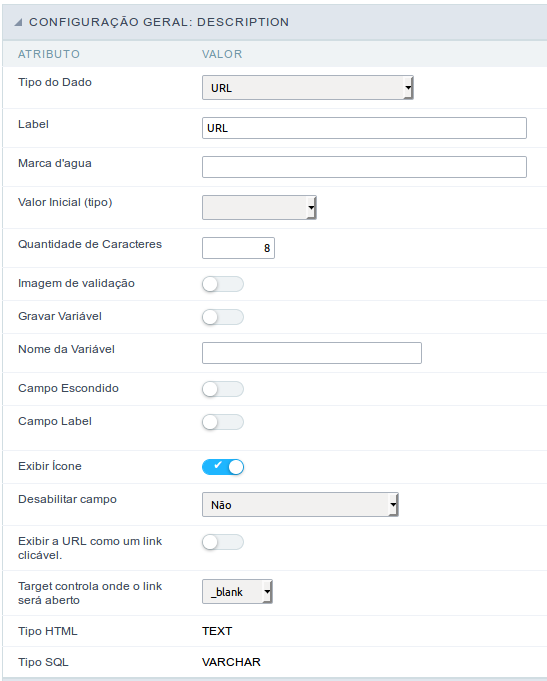 CONFIGURAÇÃO GERAL: DESCRIPTION
ATRIBUTO VALOR
Tipo do Dado URL
Label URL
Marca d'agua
Valor Inicial (tipo)
Quantidade de Caracteres 8
Imagem de validação
Gravar Variável
Nome da Variável
Campo Escondido
Campo Label
Exibir Ícone
Desabilitar campo Não
Exibir a URL como um link
clicável.
Target controla onde o link
será aberto _blank
Tipo HTML TEXT
Tipo SQL VARCHAR